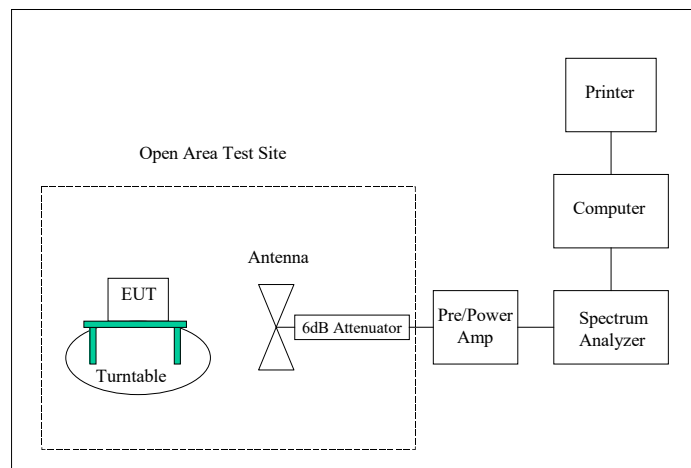 Printer
Open Area Test Site
Computer
Antenna
EUT
6dB Attenuator
Pre/Power
Amp
Spectrum
Analyzer
Turntable